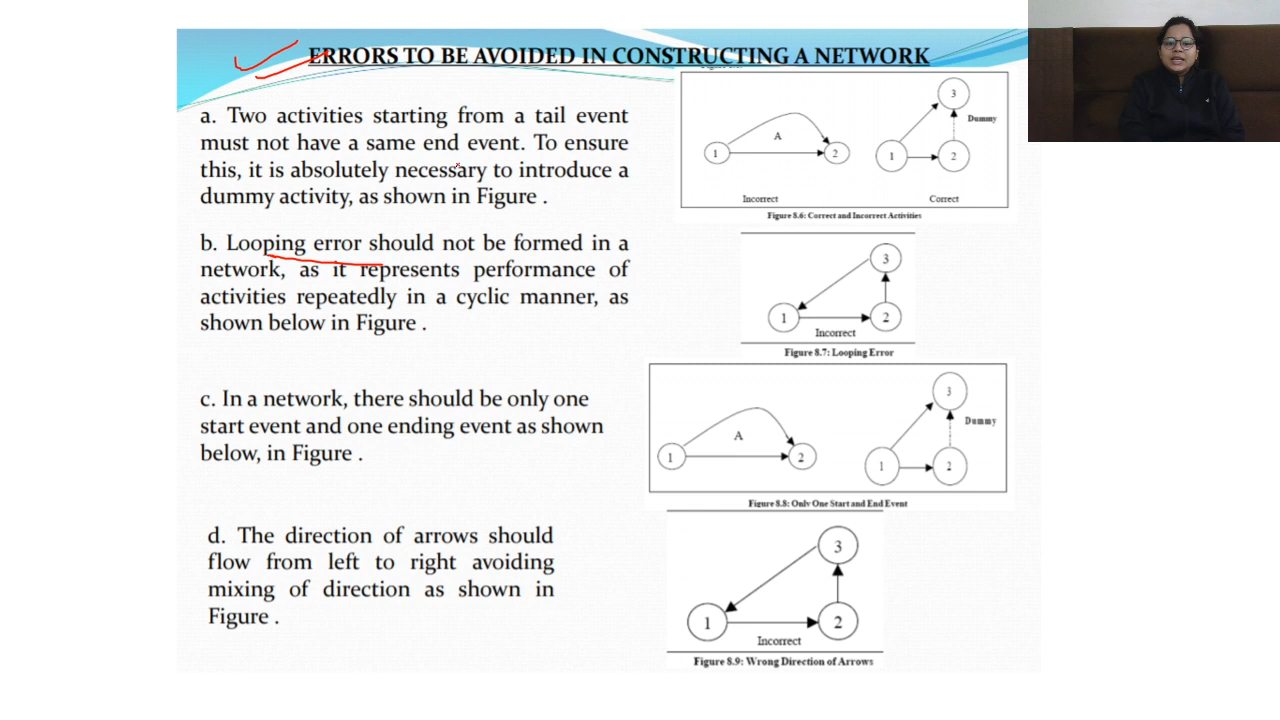 ERRORS TO BE AVOIDED IN CONSTRUCTING A NETWORK
a. Two activities starting from a tail event
must not have a same end event. To ensure
this, it is absolutely necessary to introduce a
dummy activity, as shown in Figure .
3
Dummy
A
1
2
1
2
Incorrect
Correct
Figure 8.6: Correct and Incorrect Activities
b. Looping error should not be formed in a
network, as it represents performance of
activities repeatedly in a cyclic manner, as
shown below in Figure .
3
1
2
Incorrect
Figure 8.7: Looping Error
c. In a network, there should be only one
start event and one ending event as shown
below, in Figure .
3
Dummy
A
1
2
1
2
Figure 8.8: Only One Start and End Event
d. The direction of arrows should
flow from left to right avoiding
mixing of direction as shown in
Figure .
3
1
2
Incorrect
Figure 8.9: Wrong Direction of Arrows